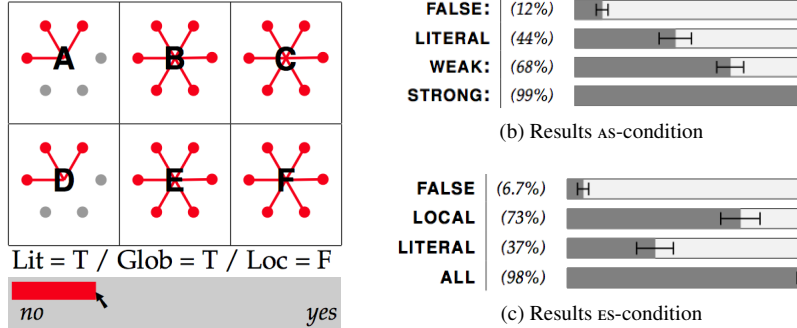 A B C
D E F
Lit = T / Glob = T / Loc = F
no yes
FALSE: (12%)
LITERAL (44%)
WEAK: (68%)
STRONG: (99%)
(b) Results AS-condition
FALSE (6.7%)
LOCAL (73%)
LITERAL (37%)
ALL (98%)
(c) Results ES-condition